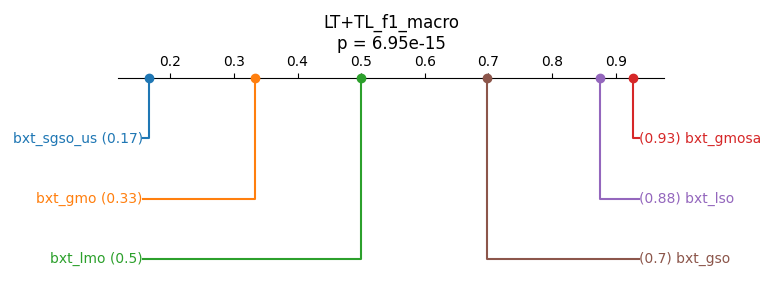 LT+TL_f1_macro
p = 6.95e-15
0.2 0.3 0.4 0.5 0.6 0.7 0.8 0.9
bxt_sgso_us (0.17) (0.93) bxt_gmosa
bxt_gmo (0.33) (0.88) bxt_lso
bxt_lmo (0.5) (0.7) bxt_gso